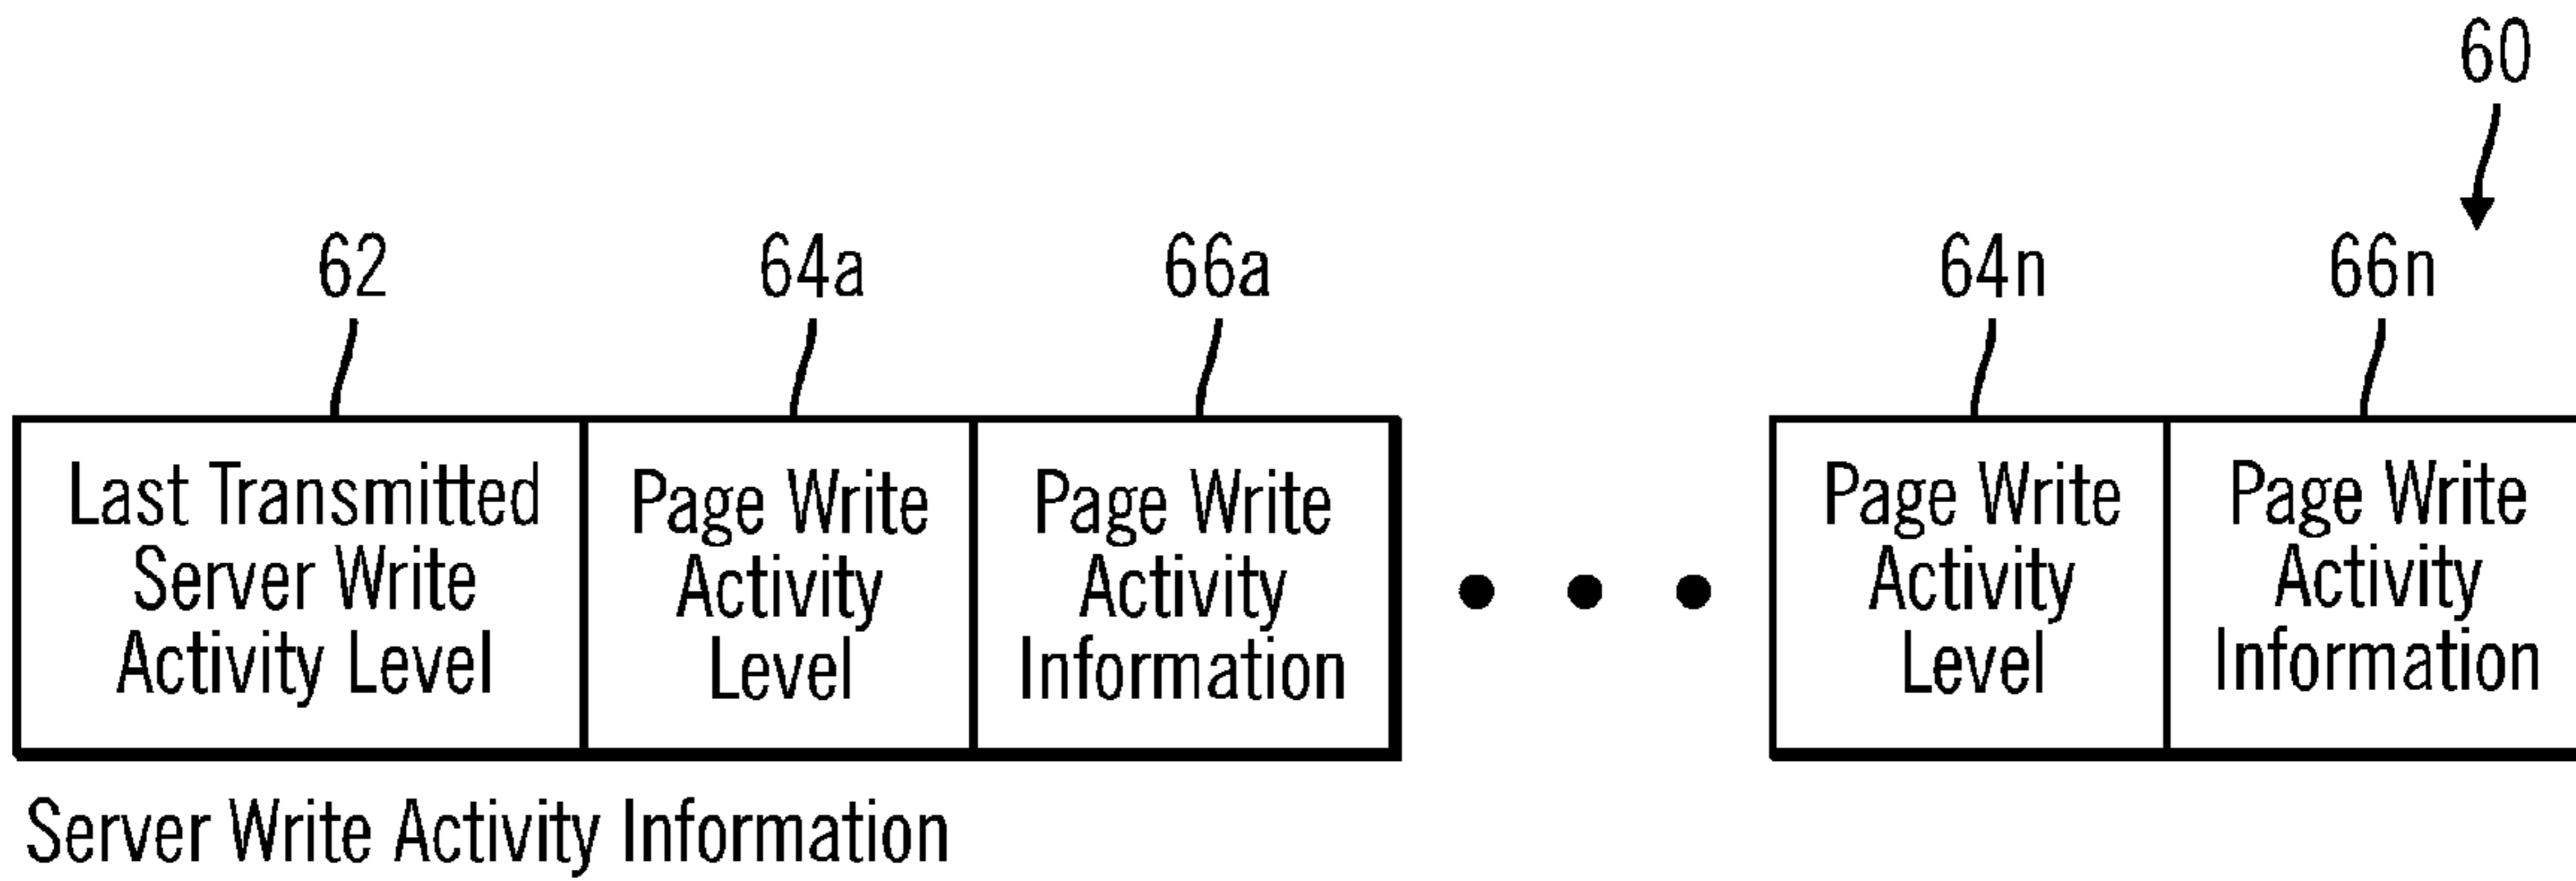 60
62
64a
66a
64n
66n
Last Transmitted
Server Write
Activity Level
Page Write
Activity
Level
Page Write
Activity
Information
Page Write
Activity
Level
Page Write
Activity
Information
Server Write Activity Information